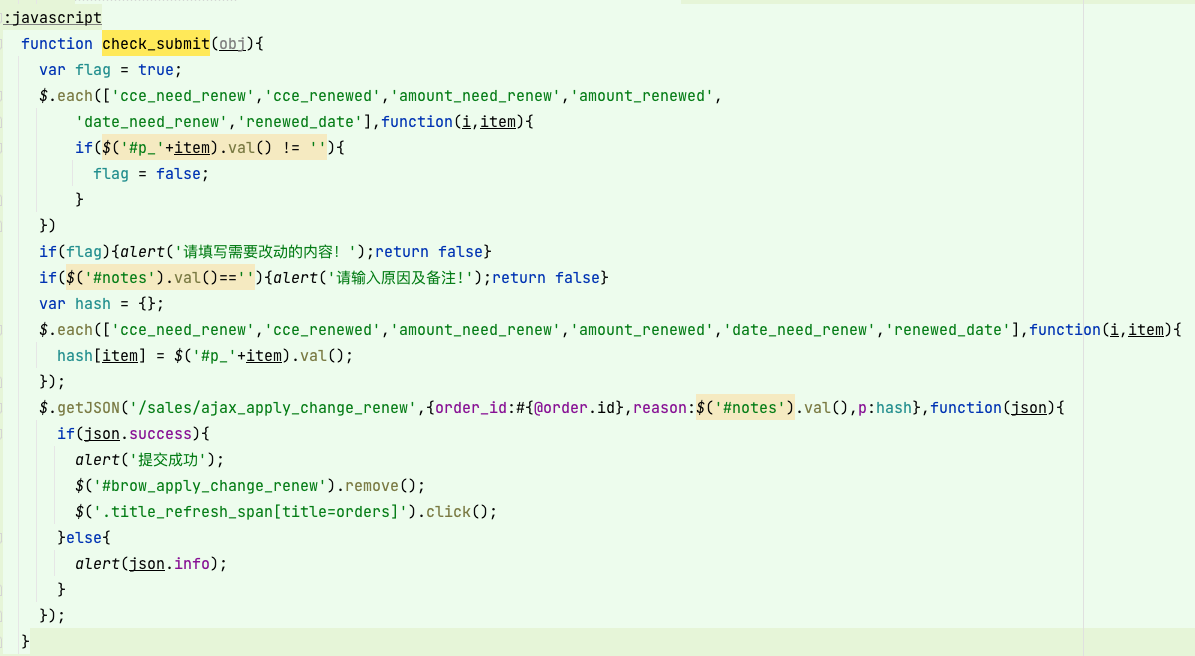 :javascript
function check_submit(obj){
var flag = true;
$.each(['cce_need_renew','cce_renewed','amount_need_renew','amount_renewed',
'date_need_renew','renewed_date'],function(i,item){
if($('#p_'+item).val() != ''){
flag = false;
}
})
if(flag){alert('请填写需要改动的内容！');return false}
if($('#notes').val()==''){alert('请输入原因及备注!');return false}
var hash = {};
$.each(['cce_need_renew','cce_renewed','amount_need_renew','amount_renewed','date_need_renew','renewed_date'],function(i,item){
hash[item] = $('#p_'+item).val();
});
$.getJSON('/sales/ajax_apply_change_renew',{order_id:#{@order.id},reason:$('#notes').val(),p:hash},function(json){
if(json.success){
alert('提交成功');
$('#brow_apply_change_renew').remove();
$('.title_refresh_span[title=orders]').click();
}else{
alert(json.info);
}
});
}